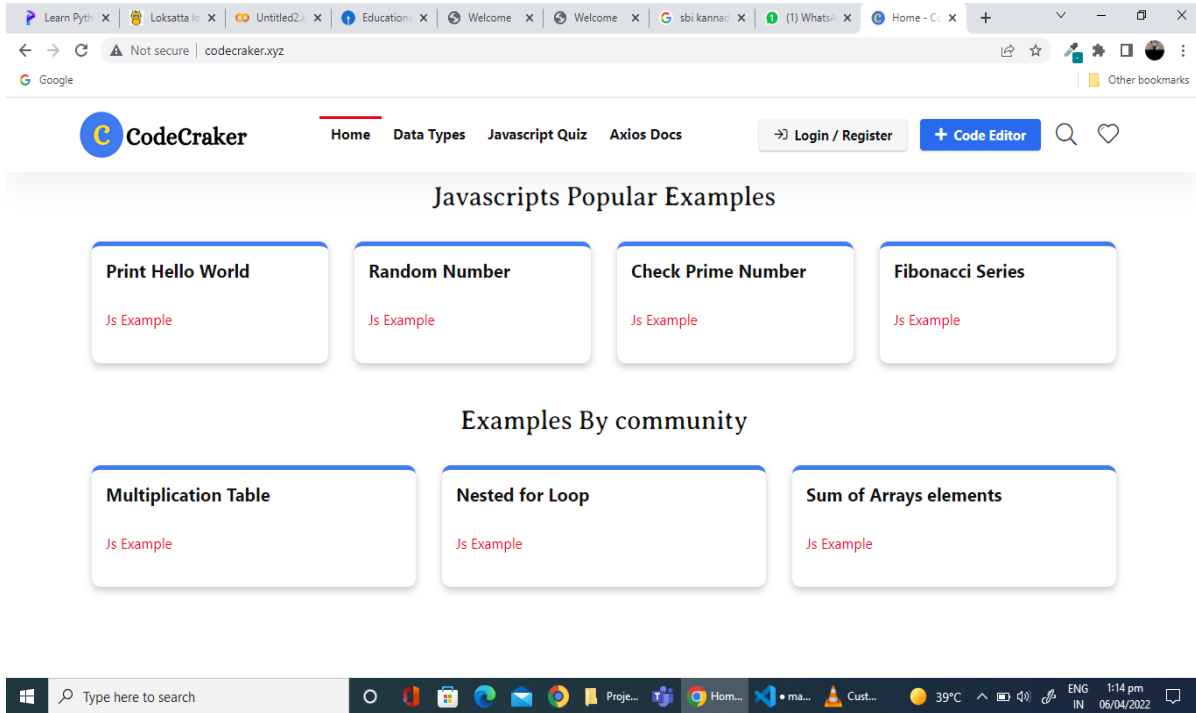 Learn Pyth Loksatta lo Untitled2.i Educationa Welcome Welcome sbi kannad (1) WhatsA Home - Co
Not secure codecraker.xyz
Google Other bookmarks
C CodeCraker Home Data Types Javascript Quiz Axios Docs Login / Register + Code Editor
Javascripts Popular Examples
Print Hello World Random Number Check Prime Number Fibonacci Series
Js Example Js Example Js Example Js Example
Examples By community
Multiplication Table Nested for Loop Sum of Arrays elements
Js Example Js Example Js Example
Type here to search Proje... Hom... ma... Cust... 39°C ENG 1:14 pm
IN 06/04/2022